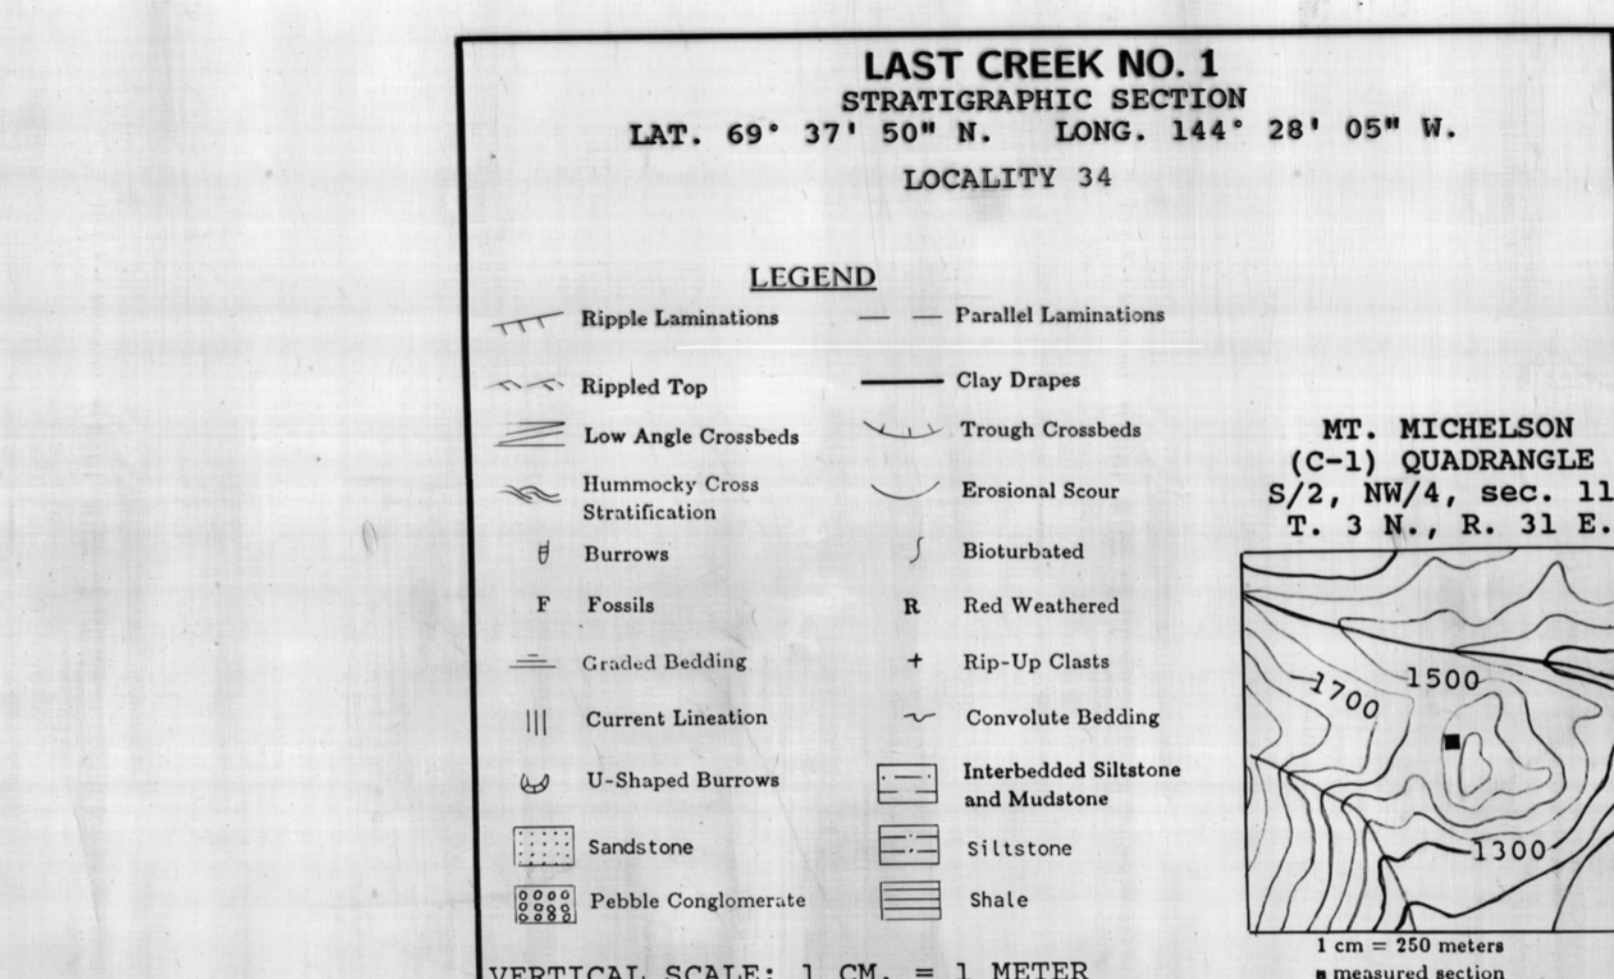 LAST CREEK NO. 1
STRATIGRAPHIC SECTION
LAT. 69° 37' 50" N. LONG. 144° 28' 05" W.
LOCALITY 34
LEGEND
Ripple Laminations
Parallel Laminations
Rippled Top
Clay Drapes
Low Angle Crossbeds
Trough Crossbeds
Hummocky Cross
Stratification
Erosional Scour
Burrows
Bioturbated
F Fossils
R Red Weathered
Graded Bedding
+ Rip-Up Clasts
Current Lineation
Convolute Bedding
U-Shaped Burrows
Interbedded Siltstone
and Mudstone
Sandstone
Siltstone
Pebble Conglomerate
Shale
VERTICAL SCALE: 1 CM. = 1 METER
MT. MICHELSON
(C-1) QUADRANGLE
S/2, NW/4, sec. 11
T. 3 N., R. 31 E.
1700
1500
1300
1 cm = 250 meters
measured section